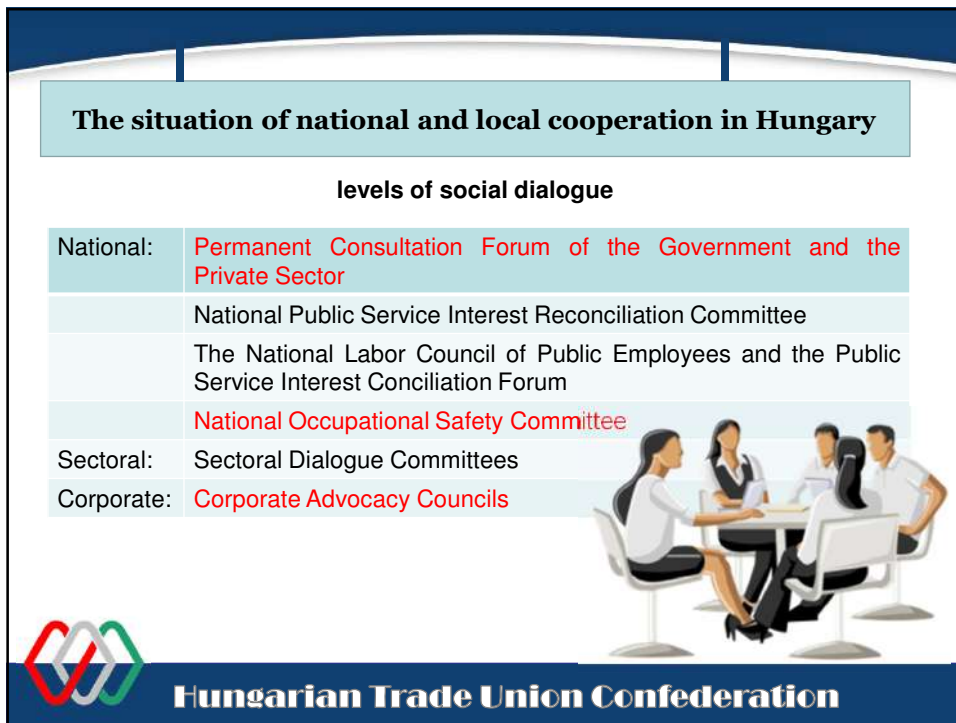 The situation of national and local cooperation in Hungary
levels of social dialogue
National: Permanent Consultation Forum of the Government and the
Private Sector
National Public Service Interest Reconciliation Committee
The National Labor Council of Public Employees and the Public
Service Interest Conciliation Forum
National Occupational Safety Committee
Sectoral: Sectoral Dialogue Committees
Corporate: Corporate Advocacy Councils
Hungarian Trade Union Confederation